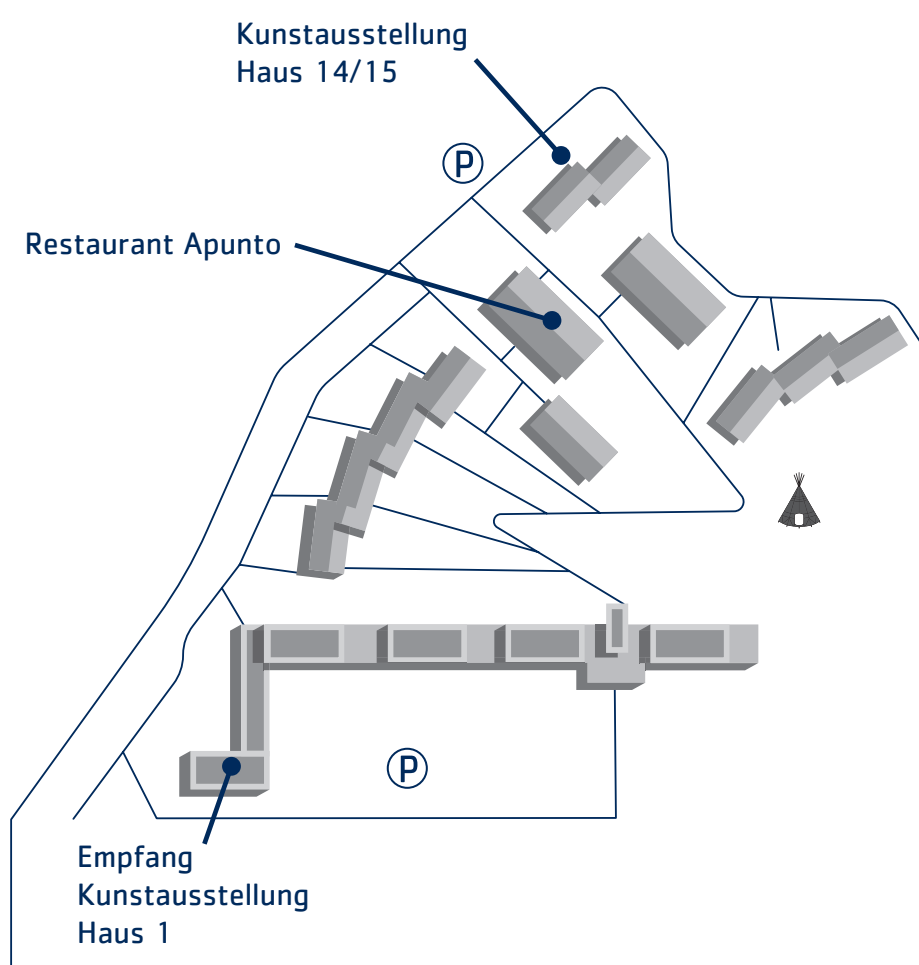 Kunstausstellung
Haus 14/15
P
Restaurant Apunto
P
Empfang
Kunstausstellung
Haus 1